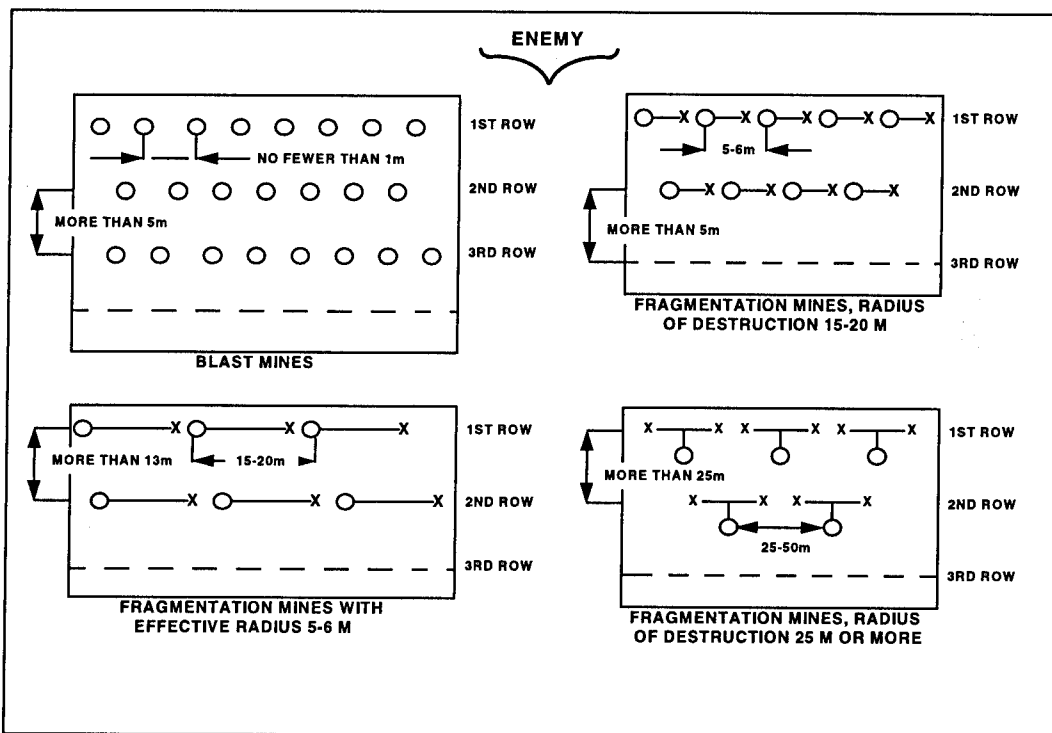 ENEMY
1ST ROW
NO FEWER THAN 1m
2ND ROW
MORE THAN 5m
3RD ROW
BLAST MINES
X X X X X 1ST ROW
5-6m
X X X X 2ND ROW
MORE THAN 5m
3RD ROW
FRAGMENTATION MINES, RADIUS
OF DESTRUCTION 15-20 M
X X X 1ST ROW
MORE THAN 13m 15-20m
X X X 2ND ROW
3RD ROW
FRAGMENTATION MINES WITH
EFFECTIVE RADIUS 5-6 M
X X X X X X 1ST ROW
MORE THAN 25m
X X X X 2ND ROW
25-50m
3RD ROW
FRAGMENTATION MINES, RADIUS
OF DESTRUCTION 25 M OR MORE